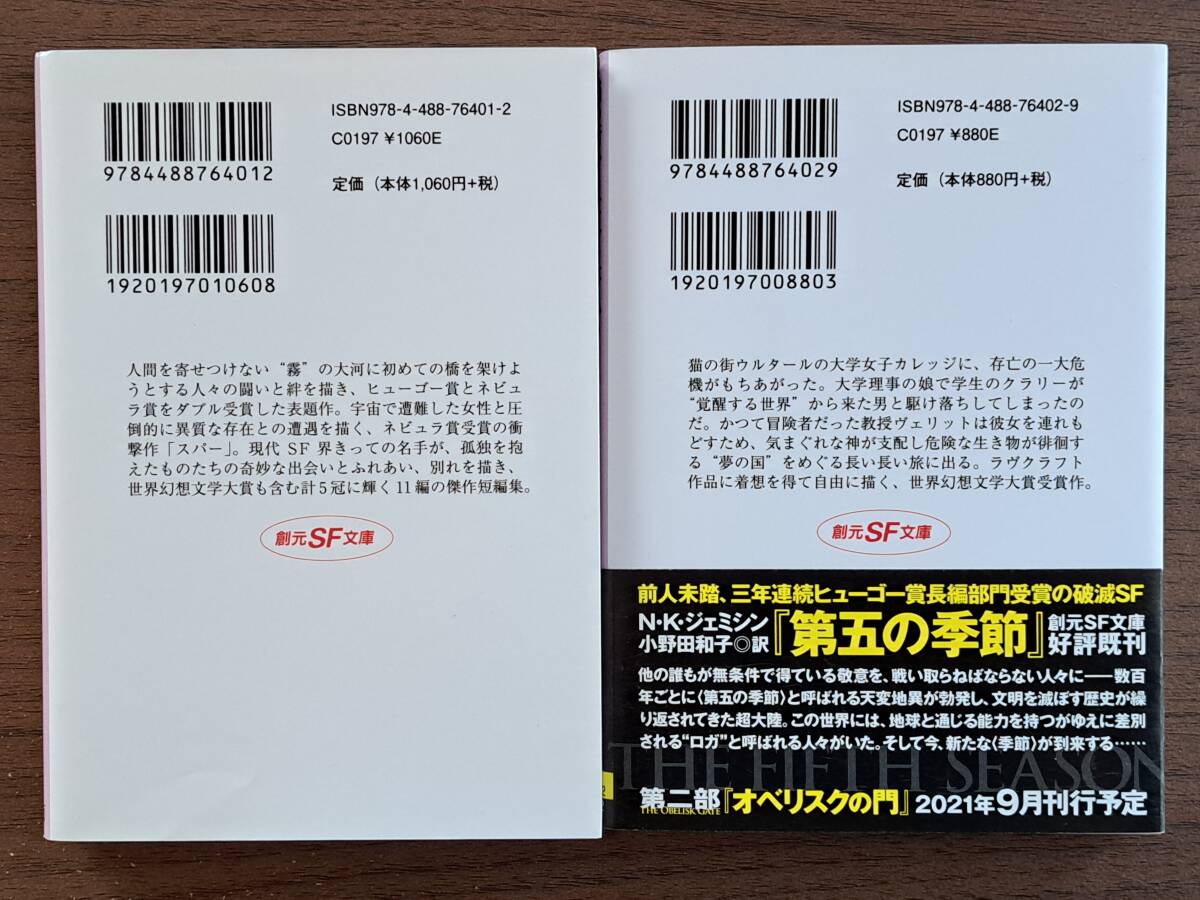 ISBN978-4-488-76401-2
C0197 ¥1060E
9784488764012
定価（本体1,060円+税）
1920197010608
人間を寄せつけない“霧”の大河に初めての橋を架けよ
うとする人々の闘いと絆を描き、ヒューゴー賞とネビュ
ラ賞をダブル受賞した表題作。宇宙で遭難した女性と圧
倒的に異質な存在との遭遇を描く、ネビュラ賞受賞の衝
撃作「スパー」。現代 SF 界きっての名手が、孤独を抱
えたものたちの奇妙な出会いとふれあい、別れを描き、
世界幻想文学大賞も含む計5冠に輝く11編の傑作短編集。
創元SF文庫
ISBN978-4-488-76402-9
C0197 ¥880E
9784488764029
定価（本体880円+税）
1920197008803
猫の街ウルタールの大学女子カレッジに、存亡の一大危
機がもちあがった。大学理事の娘で学生のクラリーが
“覚醒する世界”から来た男と駆け落ちしてしまったの
だ。かつて冒険者だった教授ヴェリットは彼女を連れも
どすため、気まぐれな神が支配し危険な生き物が徘徊す
る“夢の国”をめぐる長い長い旅に出る。ラヴクラフト
作品に着想を得て自由に描く、世界幻想文学大賞受賞作。
創元SF文庫
前人未踏、三年連続ヒューゴー賞長編部門受賞の破滅SF
N・K・ジェミシン
小野田和子◎訳
『第五の季節』
創元SF文庫
好評既刊
他の誰もが無条件で得ている敬意を、戦い取らねばならない人々に——数百
年ごとに〈第五の季節〉と呼ばれる天変地異が勃発し、文明を滅ぼす歴史が繰
り返されてきた超大陸。この世界には、地球と通じる能力を持つがゆえに差別
される“ロガ”と呼ばれる人々がいた。そして今、新たな〈季節〉が到来する……
THE FIFTH SEASON
第二部『オベリスクの門』2021年9月刊行予定
THE OBELISK GATE
2